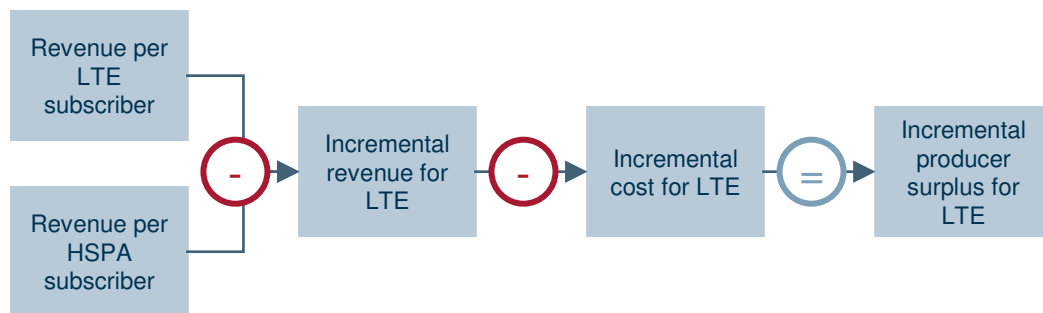 Revenue per
LTE
subscriber
Revenue per
HSPA
subscriber
-
Incremental
revenue for
LTE
-
Incremental
cost for LTE
=
Incremental
producer
surplus for
LTE